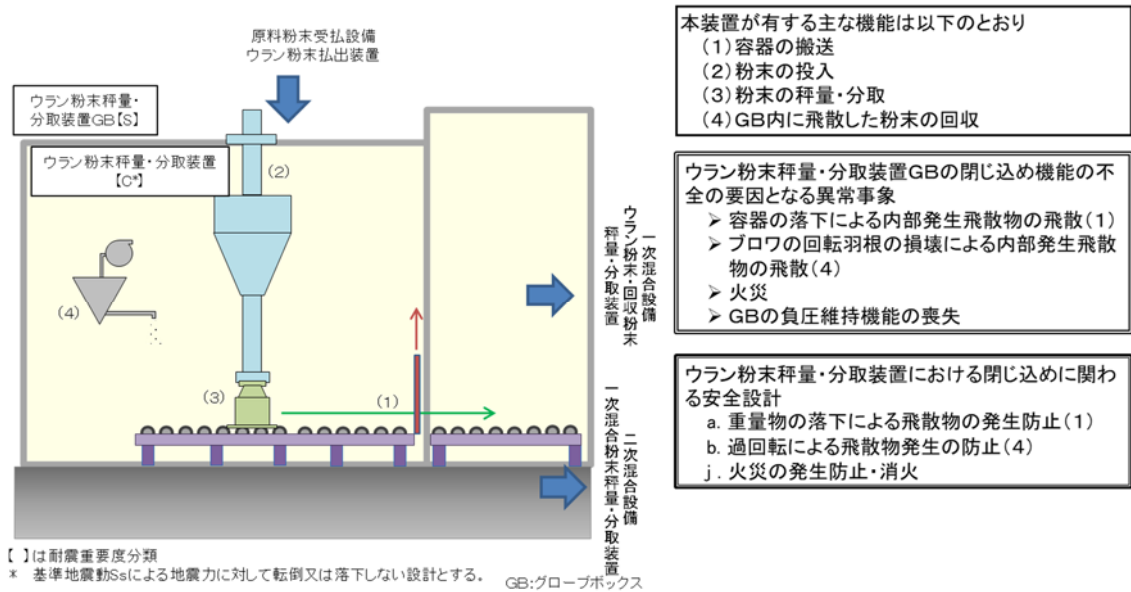 原料粉末受払設備
ウラン粉末払出装置
ウラン粉末秤量・
分取装置GB【S】
ウラン粉末秤量・分取装置
【C*】
(2)
(4)
(3)
(1)
一次混合設備
ウラン粉末・回収粉末
秤量・分取装置
二次混合設備
一次混合粉末秤量・分取装置
【 】は耐震重要度分類
* 基準地震動Ssによる地震力に対して転倒又は落下しない設計とする。
GB:グローブボックス
本装置が有する主な機能は以下のとおり
(1)容器の搬送
(2)粉末の投入
(3)粉末の秤量・分取
(4)GB内に飛散した粉末の回収
ウラン粉末秤量・分取装置GBの閉じ込め機能の不
全の要因となる異常事象
➢ 容器の落下による内部発生飛散物の飛散(1)
➢ ブロワの回転羽根の損壊による内部発生飛散
物の飛散(4)
➢ 火災
➢ GBの負圧維持機能の喪失
ウラン粉末秤量・分取装置における閉じ込めに関わ
る安全設計
a. 重量物の落下による飛散物の発生防止(1)
b. 過回転による飛散物発生の防止(4)
j. 火災の発生防止・消火